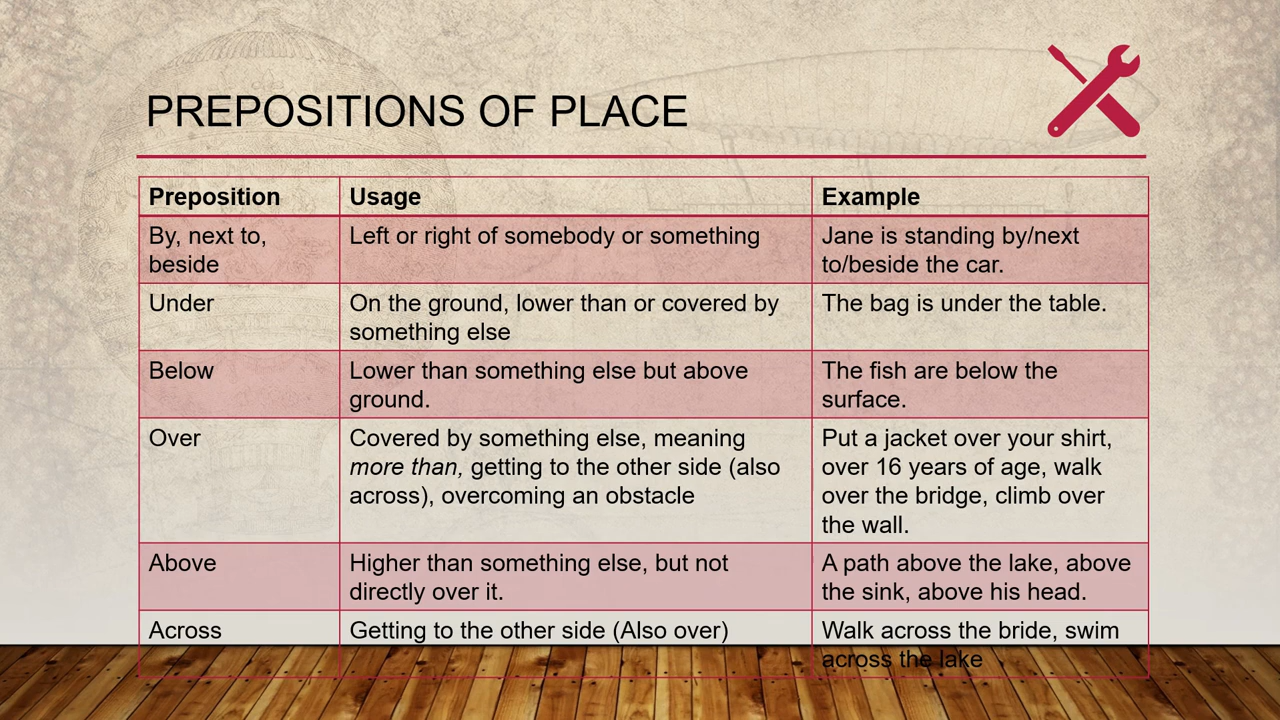 PREPOSITIONS OF PLACE
Preposition Usage Example
By, next to, Left or right of somebody or something Jane is standing by/next
beside to/beside the car.
Under On the ground, lower than or covered by The bag is under the table.
something else
Below Lower than something else but above The fish are below the
ground. surface.
Over Covered by something else, meaning Put a jacket over your shirt,
more than, getting to the other side (also over 16 years of age, walk
across), overcoming an obstacle over the bridge, climb over
the wall.
Above Higher than something else, but not A path above the lake, above
directly over it. the sink, above his head.
Across Getting to the other side (Also over) Walk across the bride, swim
across the lake